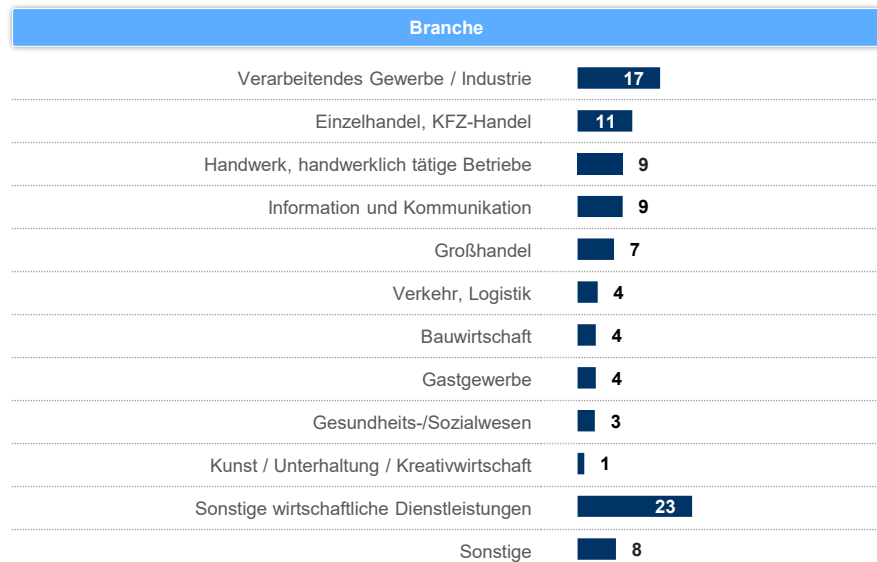 Branche
Verarbeitendes Gewerbe / Industrie 17
Einzelhandel, KFZ-Handel 11
Handwerk, handwerklich tätige Betriebe 9
Information und Kommunikation 9
Großhandel 7
Verkehr, Logistik 4
Bauwirtschaft 4
Gastgewerbe 4
Gesundheits-/Sozialwesen 3
Kunst / Unterhaltung / Kreativwirtschaft 1
Sonstige wirtschaftliche Dienstleistungen 23
Sonstige 8